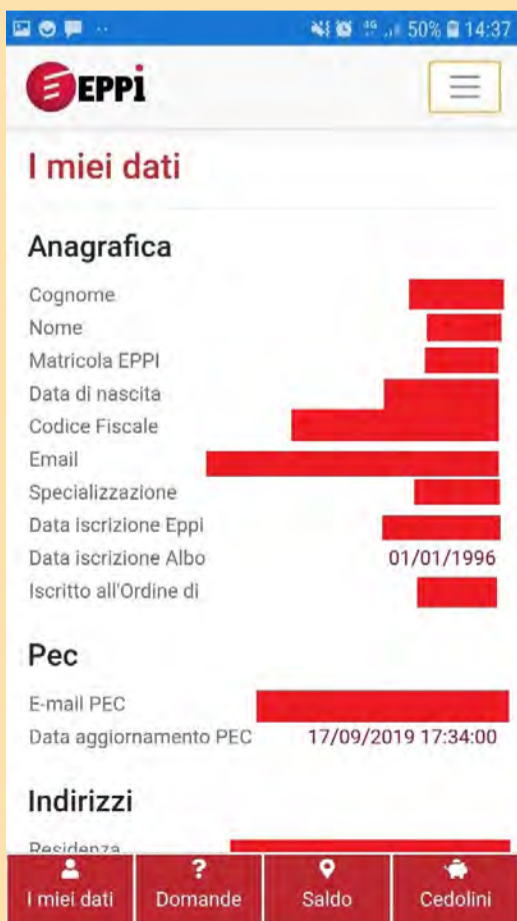 4G 50% 14:37
EPPi
I miei dati
Anagrafica
Cognome
Nome
Matricola EPPI
Data di nascita
Codice Fiscale
Email
Specializzazione
Data iscrizione Eppi
Data iscrizione Albo 01/01/1996
Iscritto all'Ordine di
Pec
E-mail PEC
Data aggiornamento PEC 17/09/2019 17:34:00
Indirizzi
Residenza
I miei dati ? Domande Saldo Cedolini